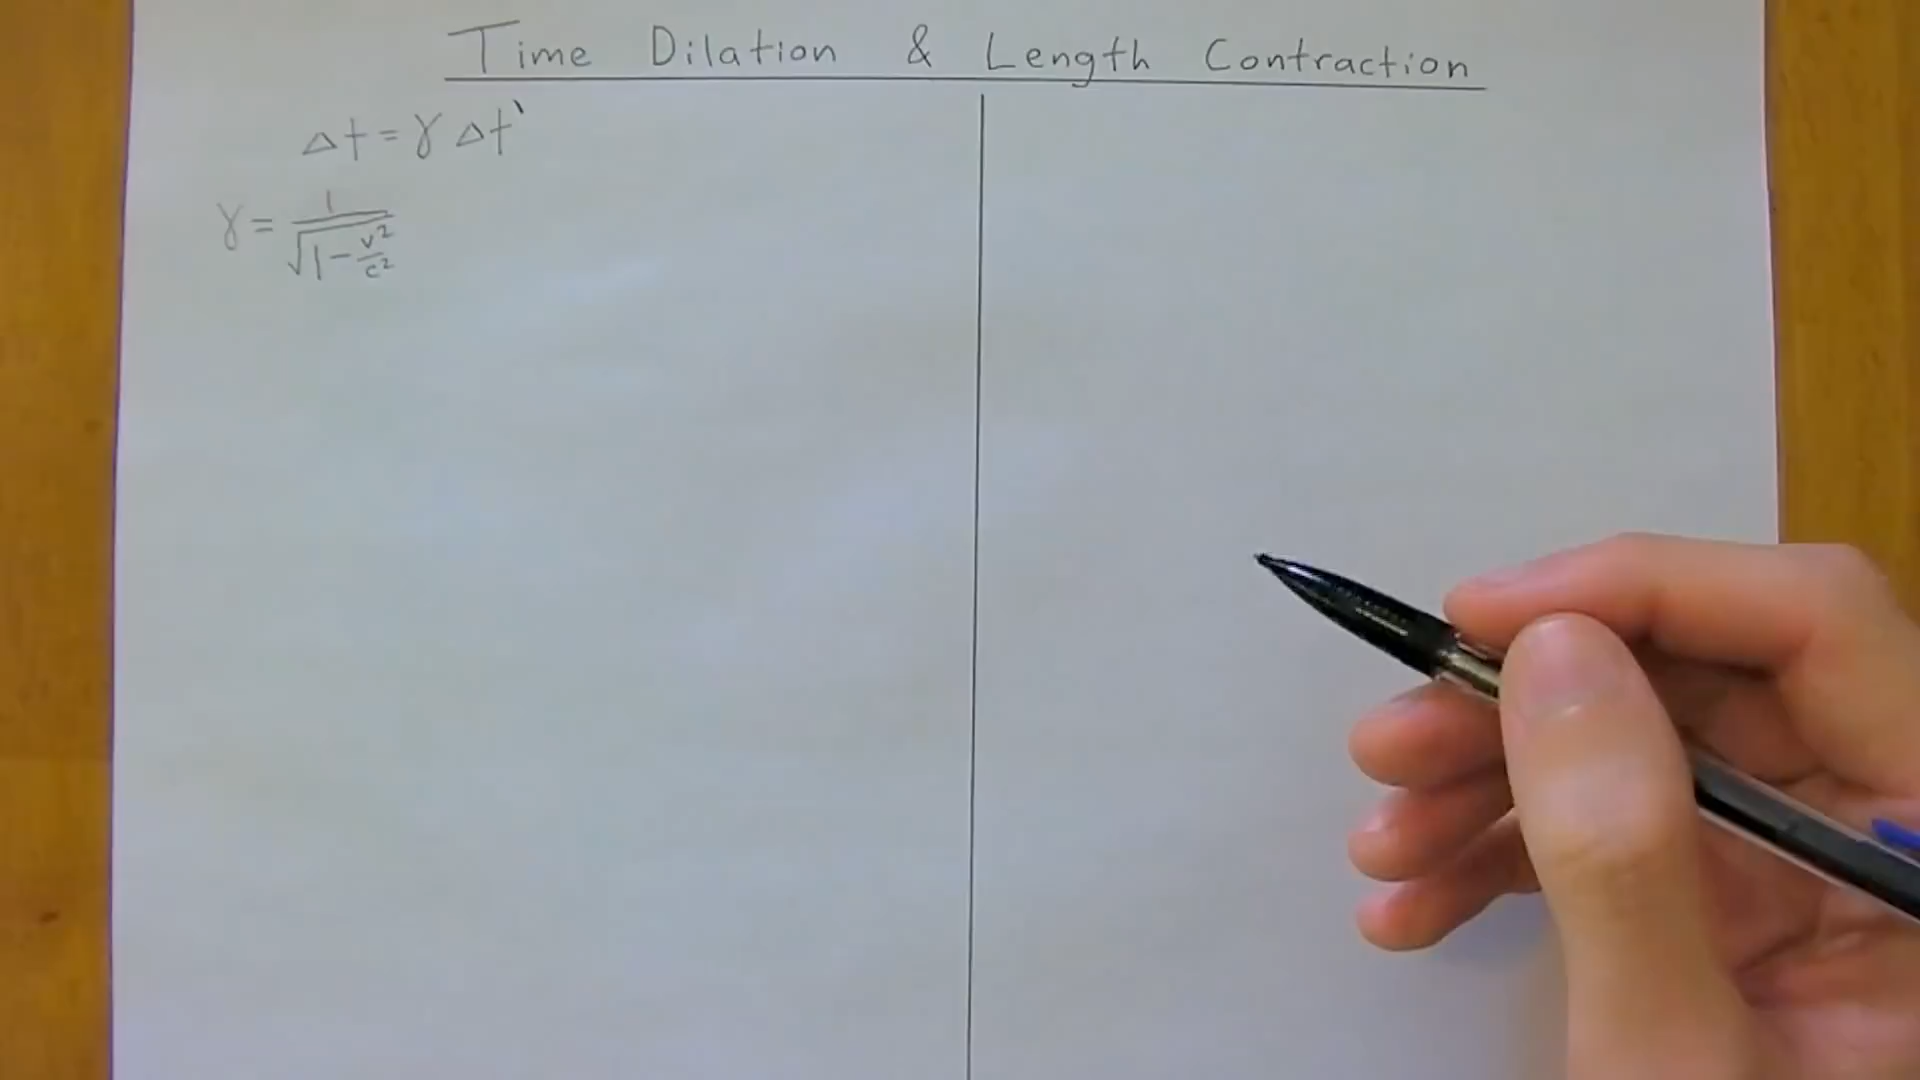 Time Dilation & Length Contraction
Δt = γ Δt'
γ = 1/√(1 - v²/c²)